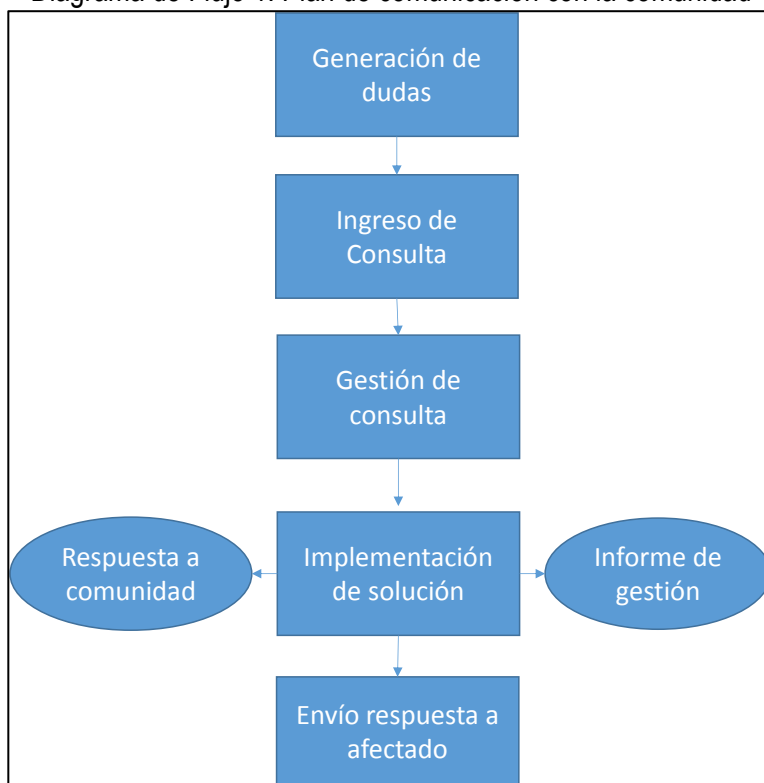 Diagrama de Flujo 1: Plan de comunicación con la comunidad
Generación de
dudas
Ingreso de
Consulta
Gestión de
consulta
Respuesta a
comunidad
Implementación
de solución
Informe de
gestión
Envío respuesta a
afectado